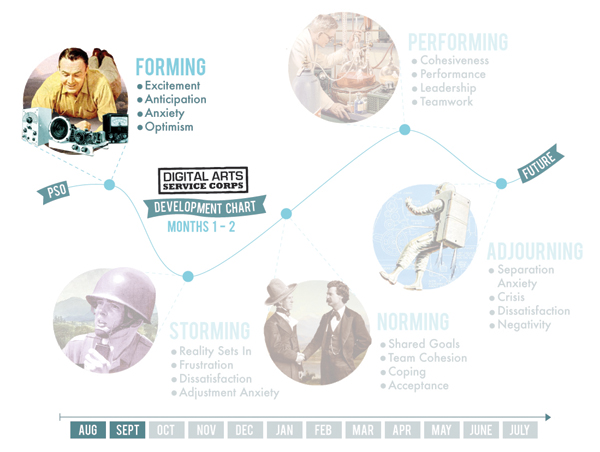 FORMING
Excitement
Anticipation
Anxiety
Optimism
PERFORMING
Cohesiveness
Performance
Leadership
Teamwork
PSO
DIGITAL ARTS
SERVICE CORPS
DEVELOPMENT CHART
MONTHS 1 - 2
FUTURE
ADJOURNING
Separation
Anxiety
Crisis
Dissatisfaction
Negativity
STORMING
Reality Sets In
Frustration
Dissatisfaction
Adjustment Anxiety
NORMING
Shared Goals
Team Cohesion
Coping
Acceptance
AUG SEPT OCT NOV DEC JAN FEB MAR APR MAY JUNE JULY